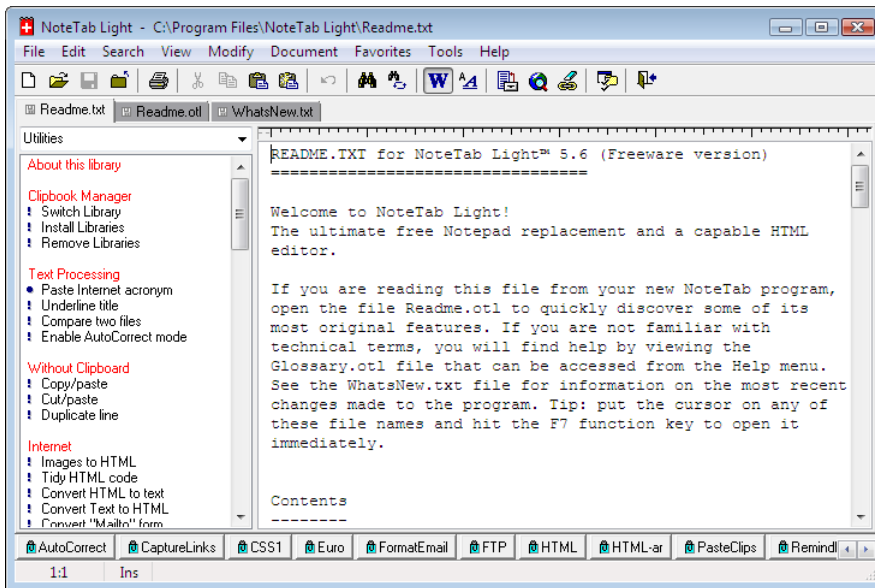 NoteTab Light - C:\Program Files\NoteTab Light\Readme.txt
File Edit Search View Modify Document Favorites Tools Help
Readme.txt Readme.otl WhatsNew.txt
Utilities
About this library
Clipbook Manager
Switch Library
Install Libraries
Remove Libraries
Text Processing
Paste Internet acronym
Underline title
Compare two files
Enable AutoCorrect mode
Without Clipboard
Copy/paste
Cut/paste
Duplicate line
Internet
Images to HTML
Tidy HTML code
Convert HTML to text
Convert Text to HTML
Convert "Mailto" form
README.TXT for NoteTab Light™ 5.6 (Freeware version)
=================================
Welcome to NoteTab Light!
The ultimate free Notepad replacement and a capable HTML
editor.
If you are reading this file from your new NoteTab program,
open the file Readme.otl to quickly discover some of its
most original features. If you are not familiar with
technical terms, you will find help by viewing the
Glossary.otl file that can be accessed from the Help menu.
See the WhatsNew.txt file for information on the most recent
changes made to the program. Tip: put the cursor on any of
these file names and hit the F7 function key to open it
immediately.
Contents
--------
AutoCorrect CaptureLinks CSS1 Euro FormatEmail FTP HTML HTML-ar PasteClips Remindl
1:1 Ins